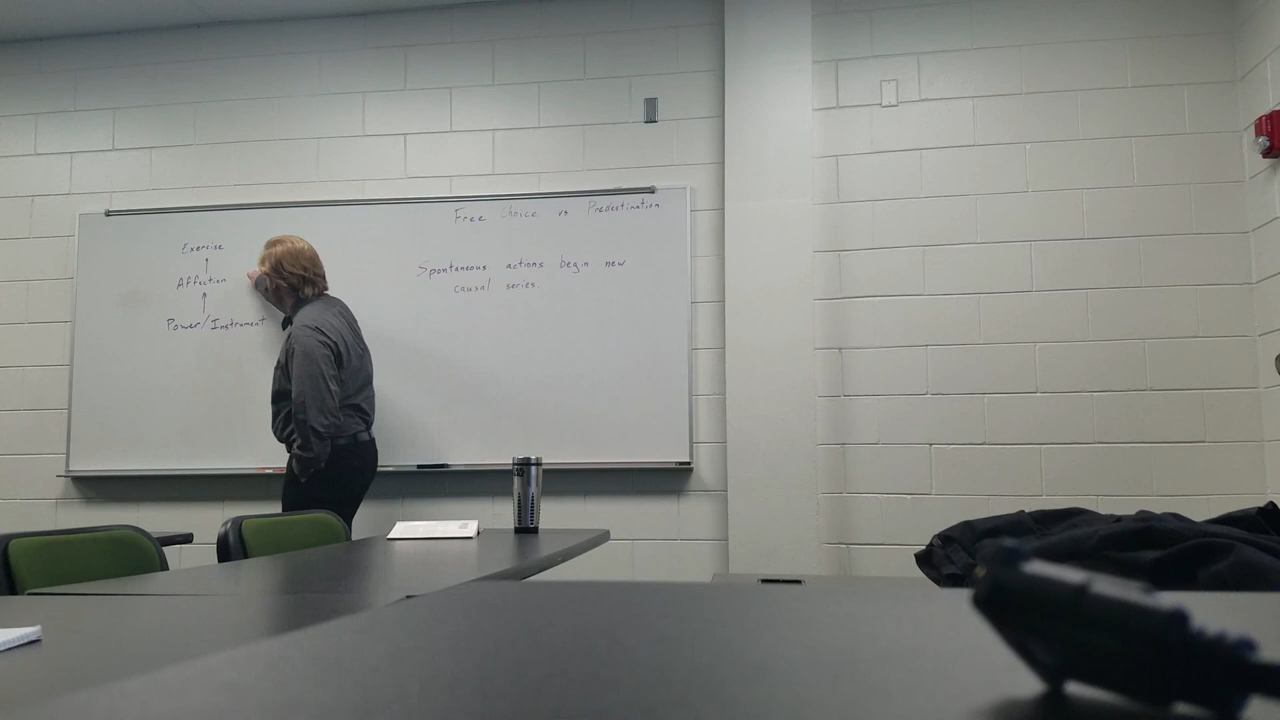 Free Choice vs Predestination
Exercise
Affection
Power/Instrument
Spontaneous actions begin new
causal series.